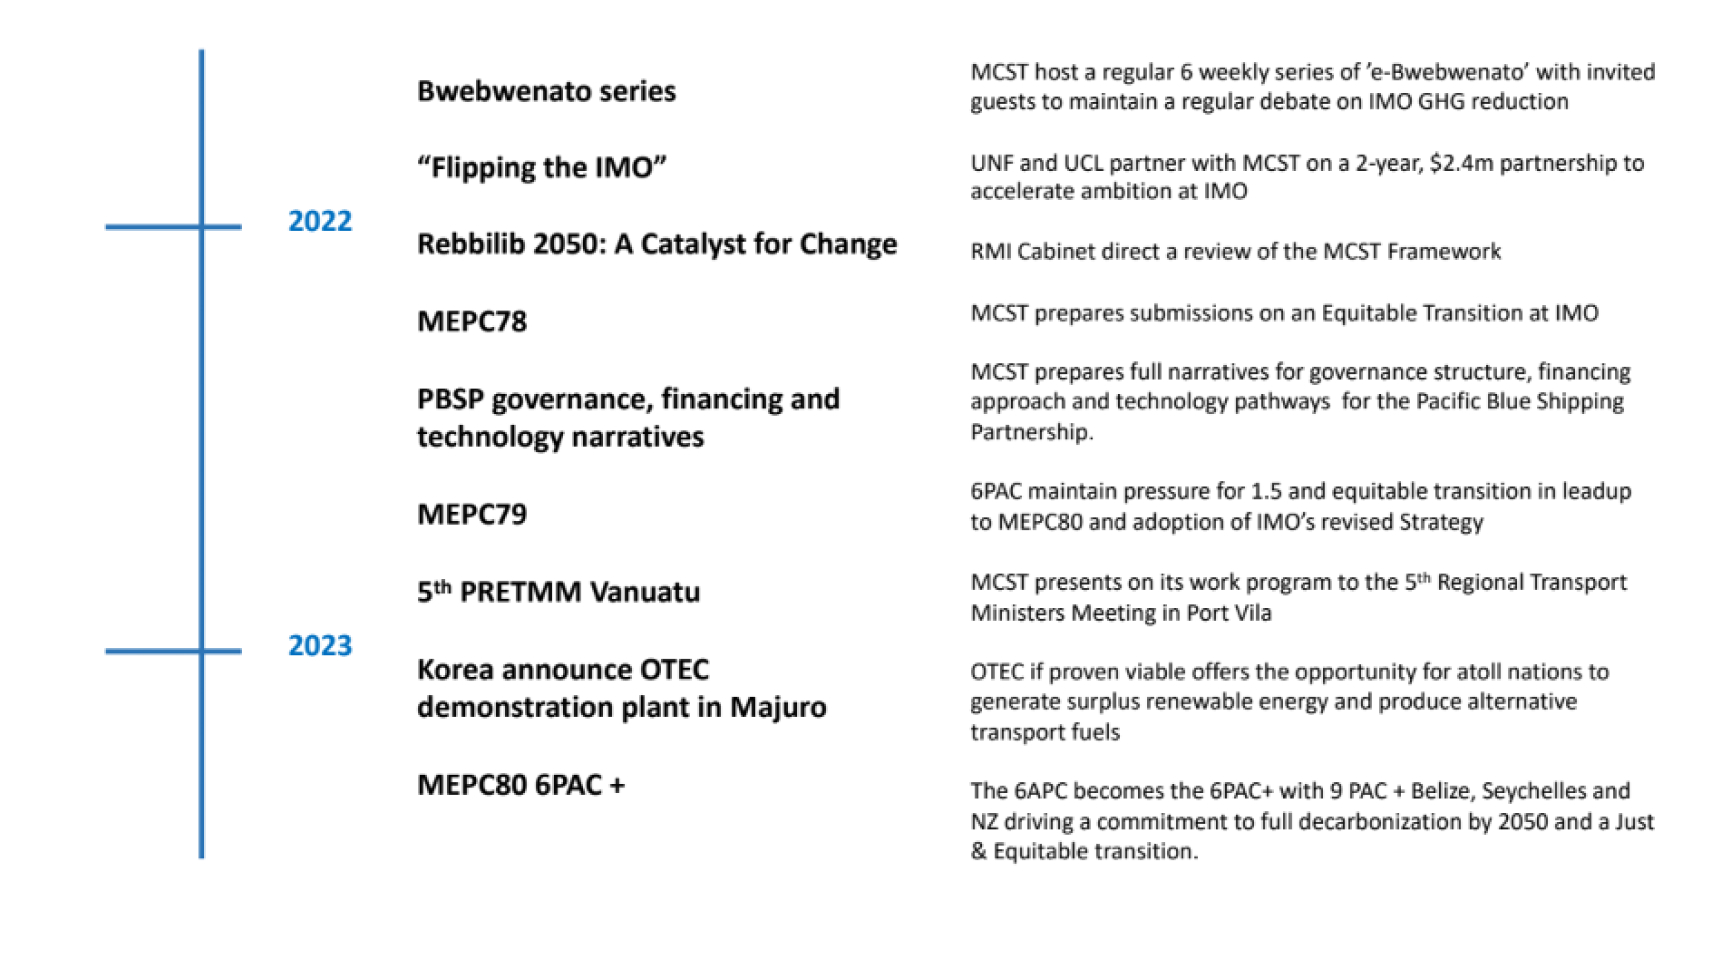 Bwebwenato series
MCST host a regular 6 weekly series of ’e-Bwebwenato’ with invited
guests to maintain a regular debate on IMO GHG reduction
“Flipping the IMO”
UNF and UCL partner with MCST on a 2-year, $2.4m partnership to
accelerate ambition at IMO
2022
Rebbilib 2050: A Catalyst for Change
RMI Cabinet direct a review of the MCST Framework
MEPC78
MCST prepares submissions on an Equitable Transition at IMO
PBSP governance, financing and
technology narratives
MCST prepares full narratives for governance structure, financing
approach and technology pathways for the Pacific Blue Shipping
Partnership.
MEPC79
6PAC maintain pressure for 1.5 and equitable transition in leadup
to MEPC80 and adoption of IMO’s revised Strategy
5th PRETMM Vanuatu
MCST presents on its work program to the 5th Regional Transport
Ministers Meeting in Port Vila
2023
Korea announce OTEC
demonstration plant in Majuro
OTEC if proven viable offers the opportunity for atoll nations to
generate surplus renewable energy and produce alternative
transport fuels
MEPC80 6PAC +
The 6APC becomes the 6PAC+ with 9 PAC + Belize, Seychelles and
NZ driving a commitment to full decarbonization by 2050 and a Just
& Equitable transition.